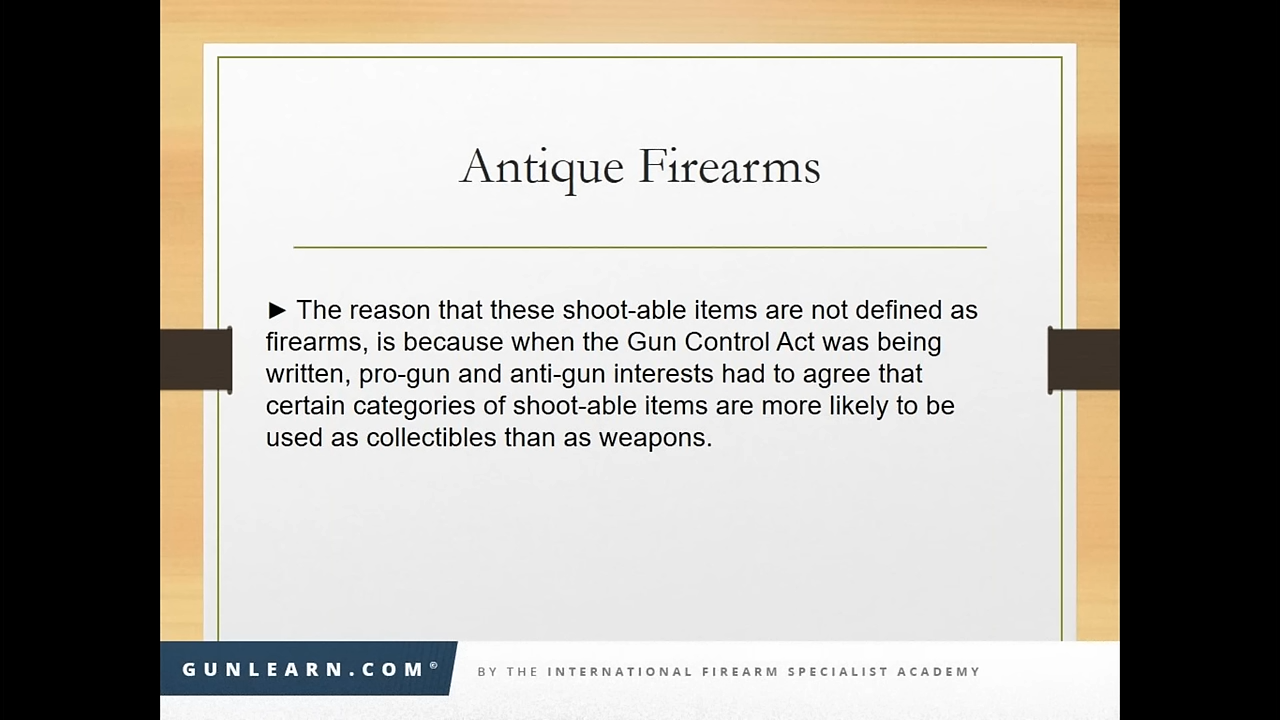 Antique Firearms
► The reason that these shoot-able items are not defined as
firearms, is because when the Gun Control Act was being
written, pro-gun and anti-gun interests had to agree that
certain categories of shoot-able items are more likely to be
used as collectibles than as weapons.
GUNLEARN.COM© BY THE INTERNATIONAL FIREARM SPECIALIST ACADEMY